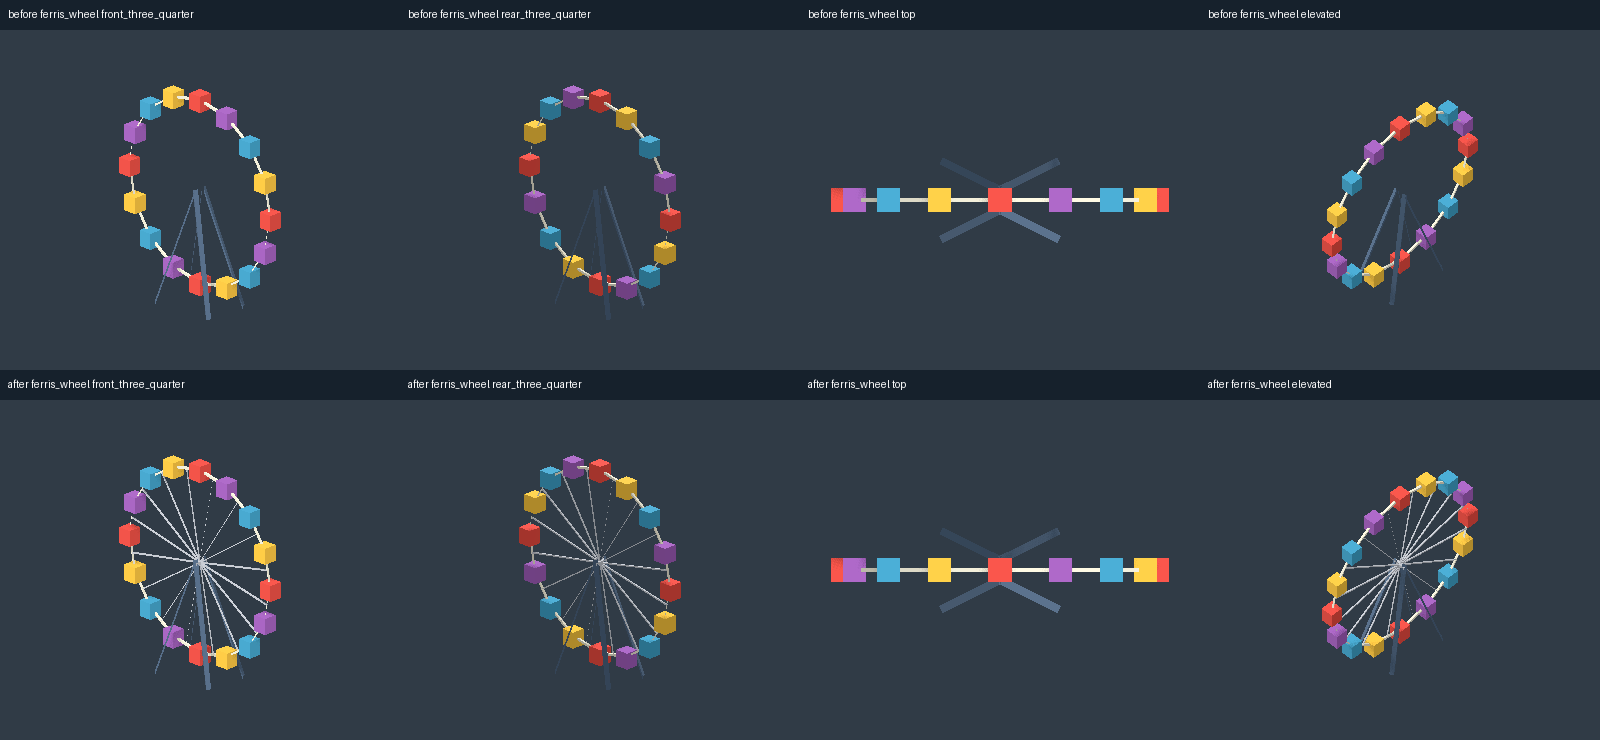 before ferris_wheel front_three_quarter
before ferris_wheel rear_three_quarter
before ferris_wheel top
before ferris_wheel elevated
after ferris_wheel front_three_quarter
after ferris_wheel rear_three_quarter
after ferris_wheel top
after ferris_wheel elevated